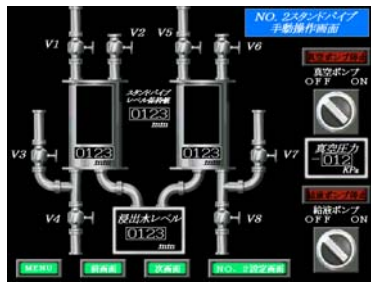 NO. 2スタンドパイプ
手動操作画面
V1
V2
V5
V6
真空ポンプ
OFF ON
スタンドパイプ
0123
mm
0123
mm
0123
mm
V3
V7
真空圧力
-012
KPa
V4
V8
浸出水レベル
0123
mm
給液ポンプ
OFF ON
MENU
前画面
次画面
NO. 2設定画面